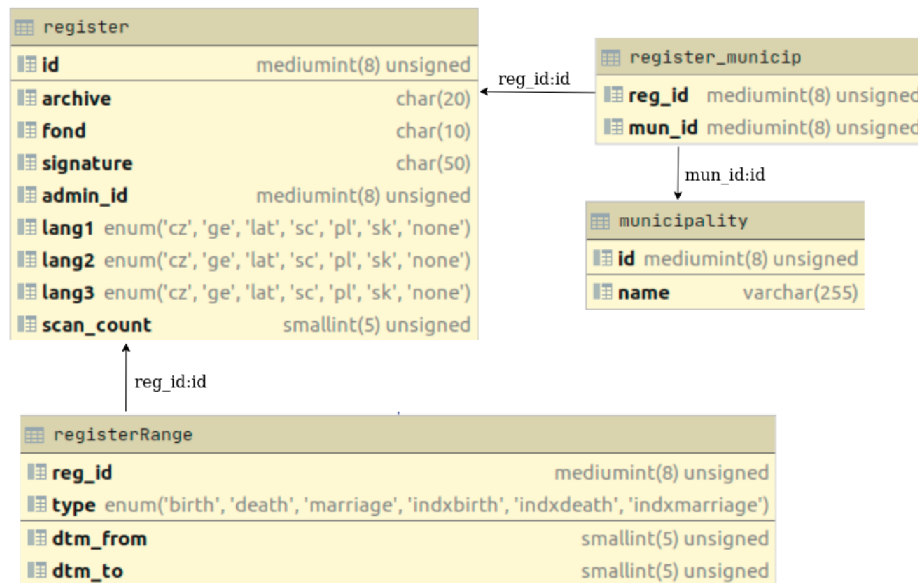 register
id mediumint(8) unsigned
archive char(20)
fond char(10)
signature char(50)
admin_id mediumint(8) unsigned
lang1 enum('cz', 'ge', 'lat', 'sc', 'pl', 'sk', 'none')
lang2 enum('cz', 'ge', 'lat', 'sc', 'pl', 'sk', 'none')
lang3 enum('cz', 'ge', 'lat', 'sc', 'pl', 'sk', 'none')
scan_count smallint(5) unsigned
reg_id:id
register_municip
reg_id mediumint(8) unsigned
mun_id mediumint(8) unsigned
mun_id:id
municipality
id mediumint(8) unsigned
name varchar(255)
reg_id:id
registerRange
reg_id mediumint(8) unsigned
type enum('birth', 'death', 'marriage', 'indxbirth', 'indxdeath', 'indxmarriage')
dtm_from smallint(5) unsigned
dtm_to smallint(5) unsigned